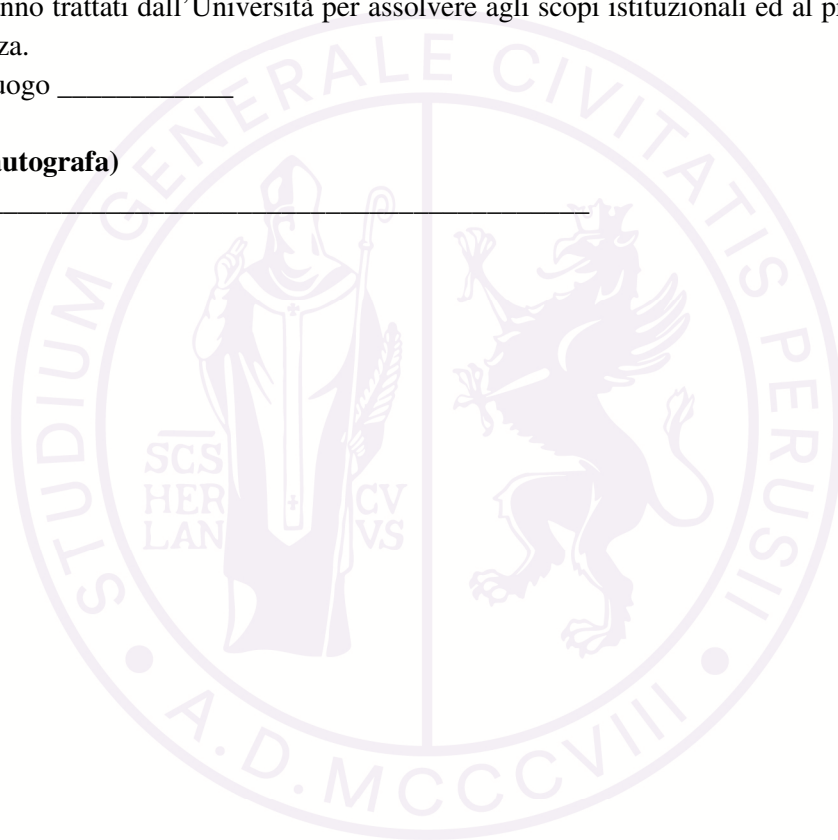 nno trattati dall'Università per assolvere agli scopi istituzionali ed al p
za.
uogo ____________
utografa)
STUDIUM GENERALE CIVITATIS PERUSII
SCS
HER CV
LAN VS
A.D. MCCCVIII